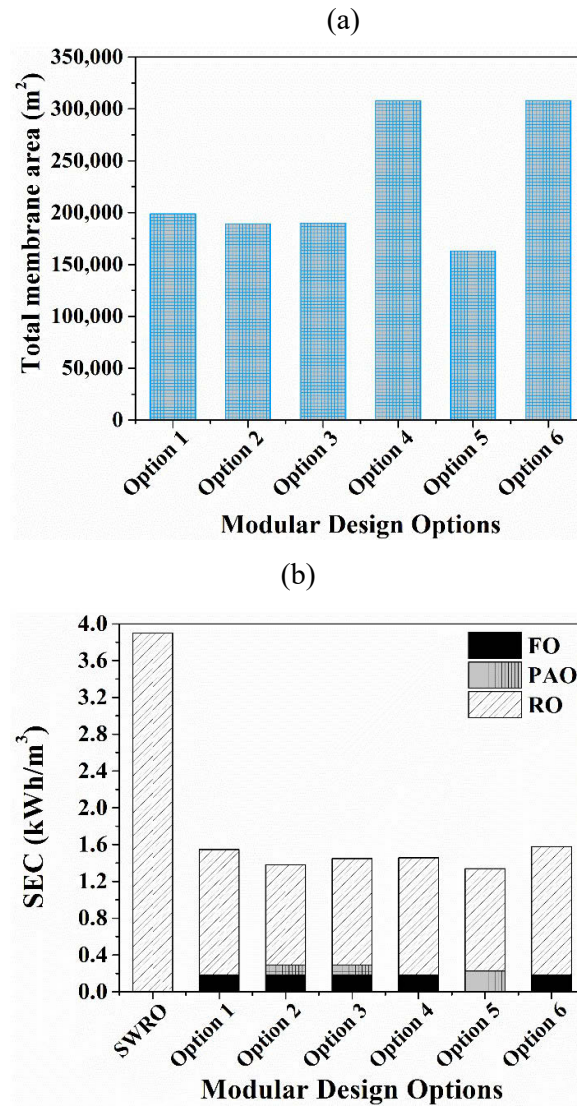 (a)
350,000
300,000
250,000
200,000
150,000
100,000
50,000
0
Total membrane area (m²)
Option 1
Option 2
Option 3
Option 4
Option 5
Option 6
Modular Design Options
(b)
4.0
3.6
3.2
2.8
2.4
2.0
1.6
1.2
0.8
0.4
0.0
SEC (kWh/m³)
FO
PAO
RO
SWRO
Option 1
Option 2
Option 3
Option 4
Option 5
Option 6
Modular Design Options